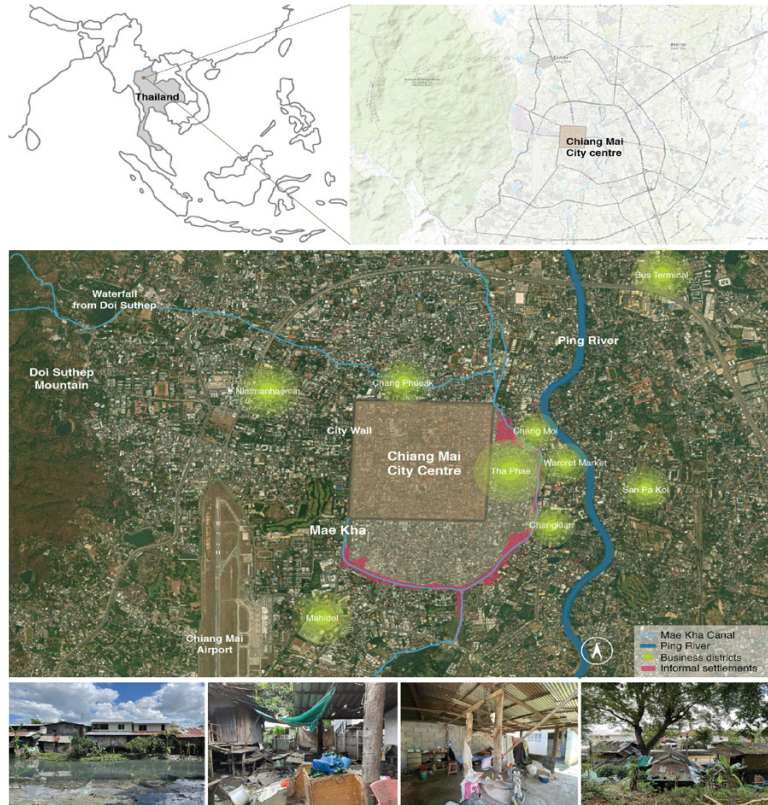 Thailand
Chiang Mai
City centre
Bus Terminal
Waterfall
from Doi Suthep
Ping River
Doi Suthep
Mountain
Nimmanhaemin
Chang Phueak
City Wall
Chang Moi
Chiang Mai
City Centre
Tha Phae
Warorot Market
San Pa Koi
Mae Kha
Changklan
Mahidol
Chiang Mai
Airport
Mae Kha Canal
Ping River
Business districts
Informal settlements